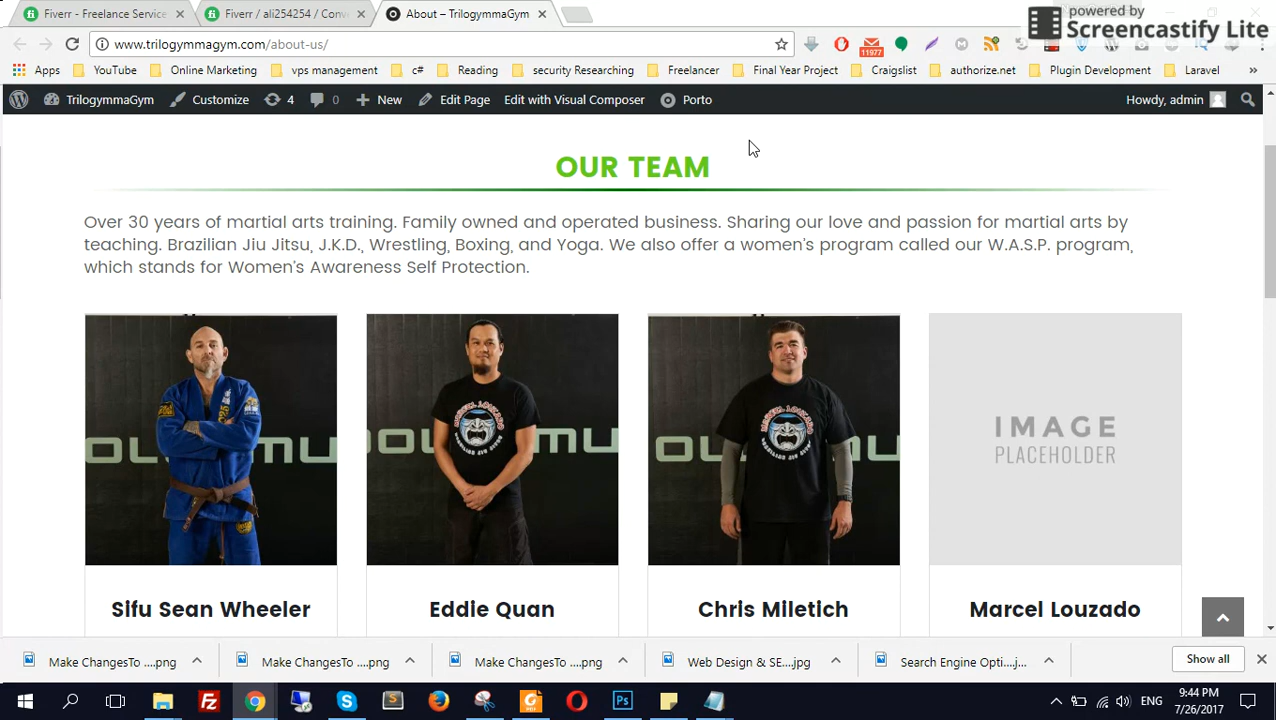 powered by
Screencastify Lite
Fiverr - Freelance Service
Fiverr / ali254254 / Conv
About – TrilogymmaGym
www.trilogymmagym.com/about-us/
11977
Apps YouTube Online Marketing vps management c# Reading security Researching Freelancer Final Year Project Craigslist authorize.net Plugin Development Laravel »
TrilogymmaGym Customize 4 0 New Edit Page Edit with Visual Composer Porto Howdy, admin
OUR TEAM
Over 30 years of martial arts training. Family owned and operated business. Sharing our love and passion for martial arts by
teaching. Brazilian Jiu Jitsu, J.K.D., Wrestling, Boxing, and Yoga. We also offer a women's program called our W.A.S.P. program,
which stands for Women's Awareness Self Protection.
IMAGE
PLACEHOLDER
Sifu Sean Wheeler
Eddie Quan
Chris Miletich
Marcel Louzado
Make ChangesTo ....png Make ChangesTo ....png Make ChangesTo ....png Web Design & SE....jpg Search Engine Opti....j... Show all
ENG
9:44 PM
7/26/2017